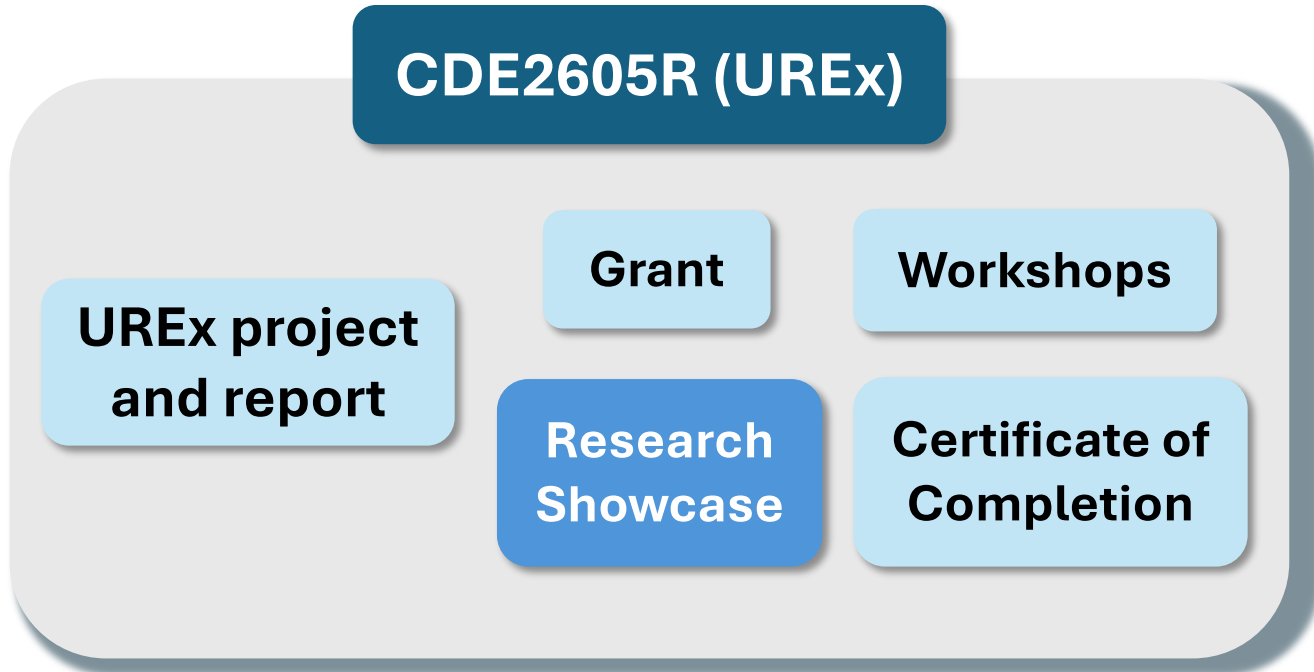 CDE2605R (UREx)
UREx project
and report
Grant
Workshops
Research
Showcase
Certificate of
Completion